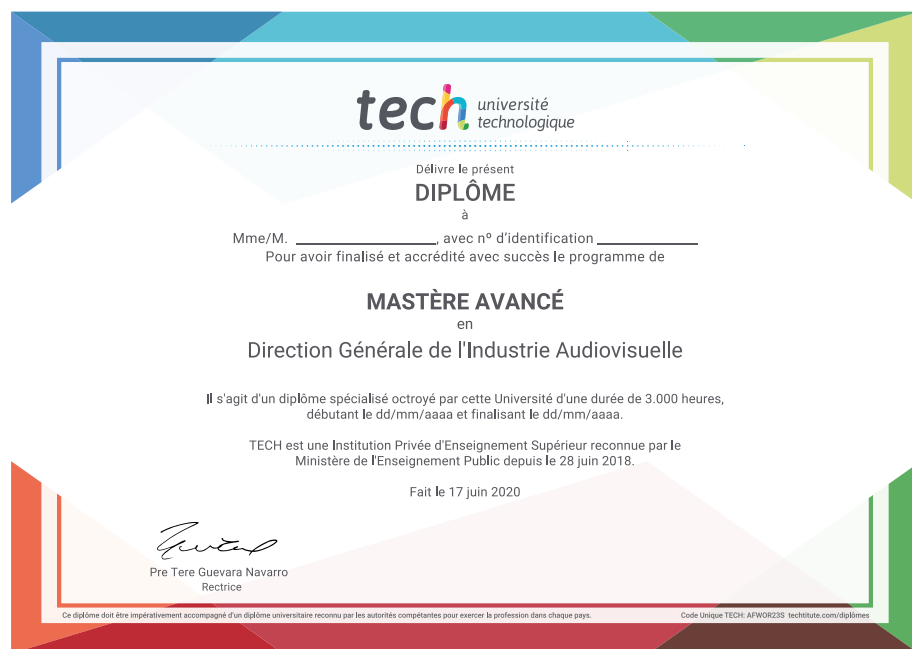 tech université
technologique
Délivre le présent
DIPLÔME
à
Mme/M. ____________________, avec nº d'identification ______________
Pour avoir finalisé et accrédité avec succès le programme de
MASTÈRE AVANCÉ
en
Direction Générale de l'Industrie Audiovisuelle
Il s'agit d'un diplôme spécialisé octroyé par cette Université d'une durée de 3.000 heures,
débutant le dd/mm/aaaa et finalisant le dd/mm/aaaa.
TECH est une Institution Privée d'Enseignement Supérieur reconnue par le
Ministère de l'Enseignement Public depuis le 28 juin 2018.
Fait le 17 juin 2020
Pre Tere Guevara Navarro
Rectrice
Ce diplôme doit être impérativement accompagné d'un diplôme universitaire reconnu par les autorités compétentes pour exercer la profession dans chaque pays.
Code Unique TECH: AFWOR23S techtitute.com/diplômes